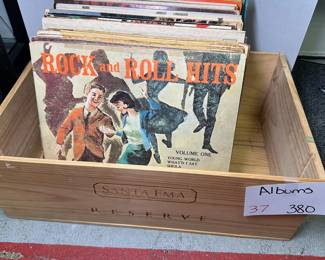 ROCK and ROLL HITS
VOLUME ONE
YOUNG WORLD
WHAT'D I SAY
SHEILA
SANTA EMA
RESERVE
Albums
37 380